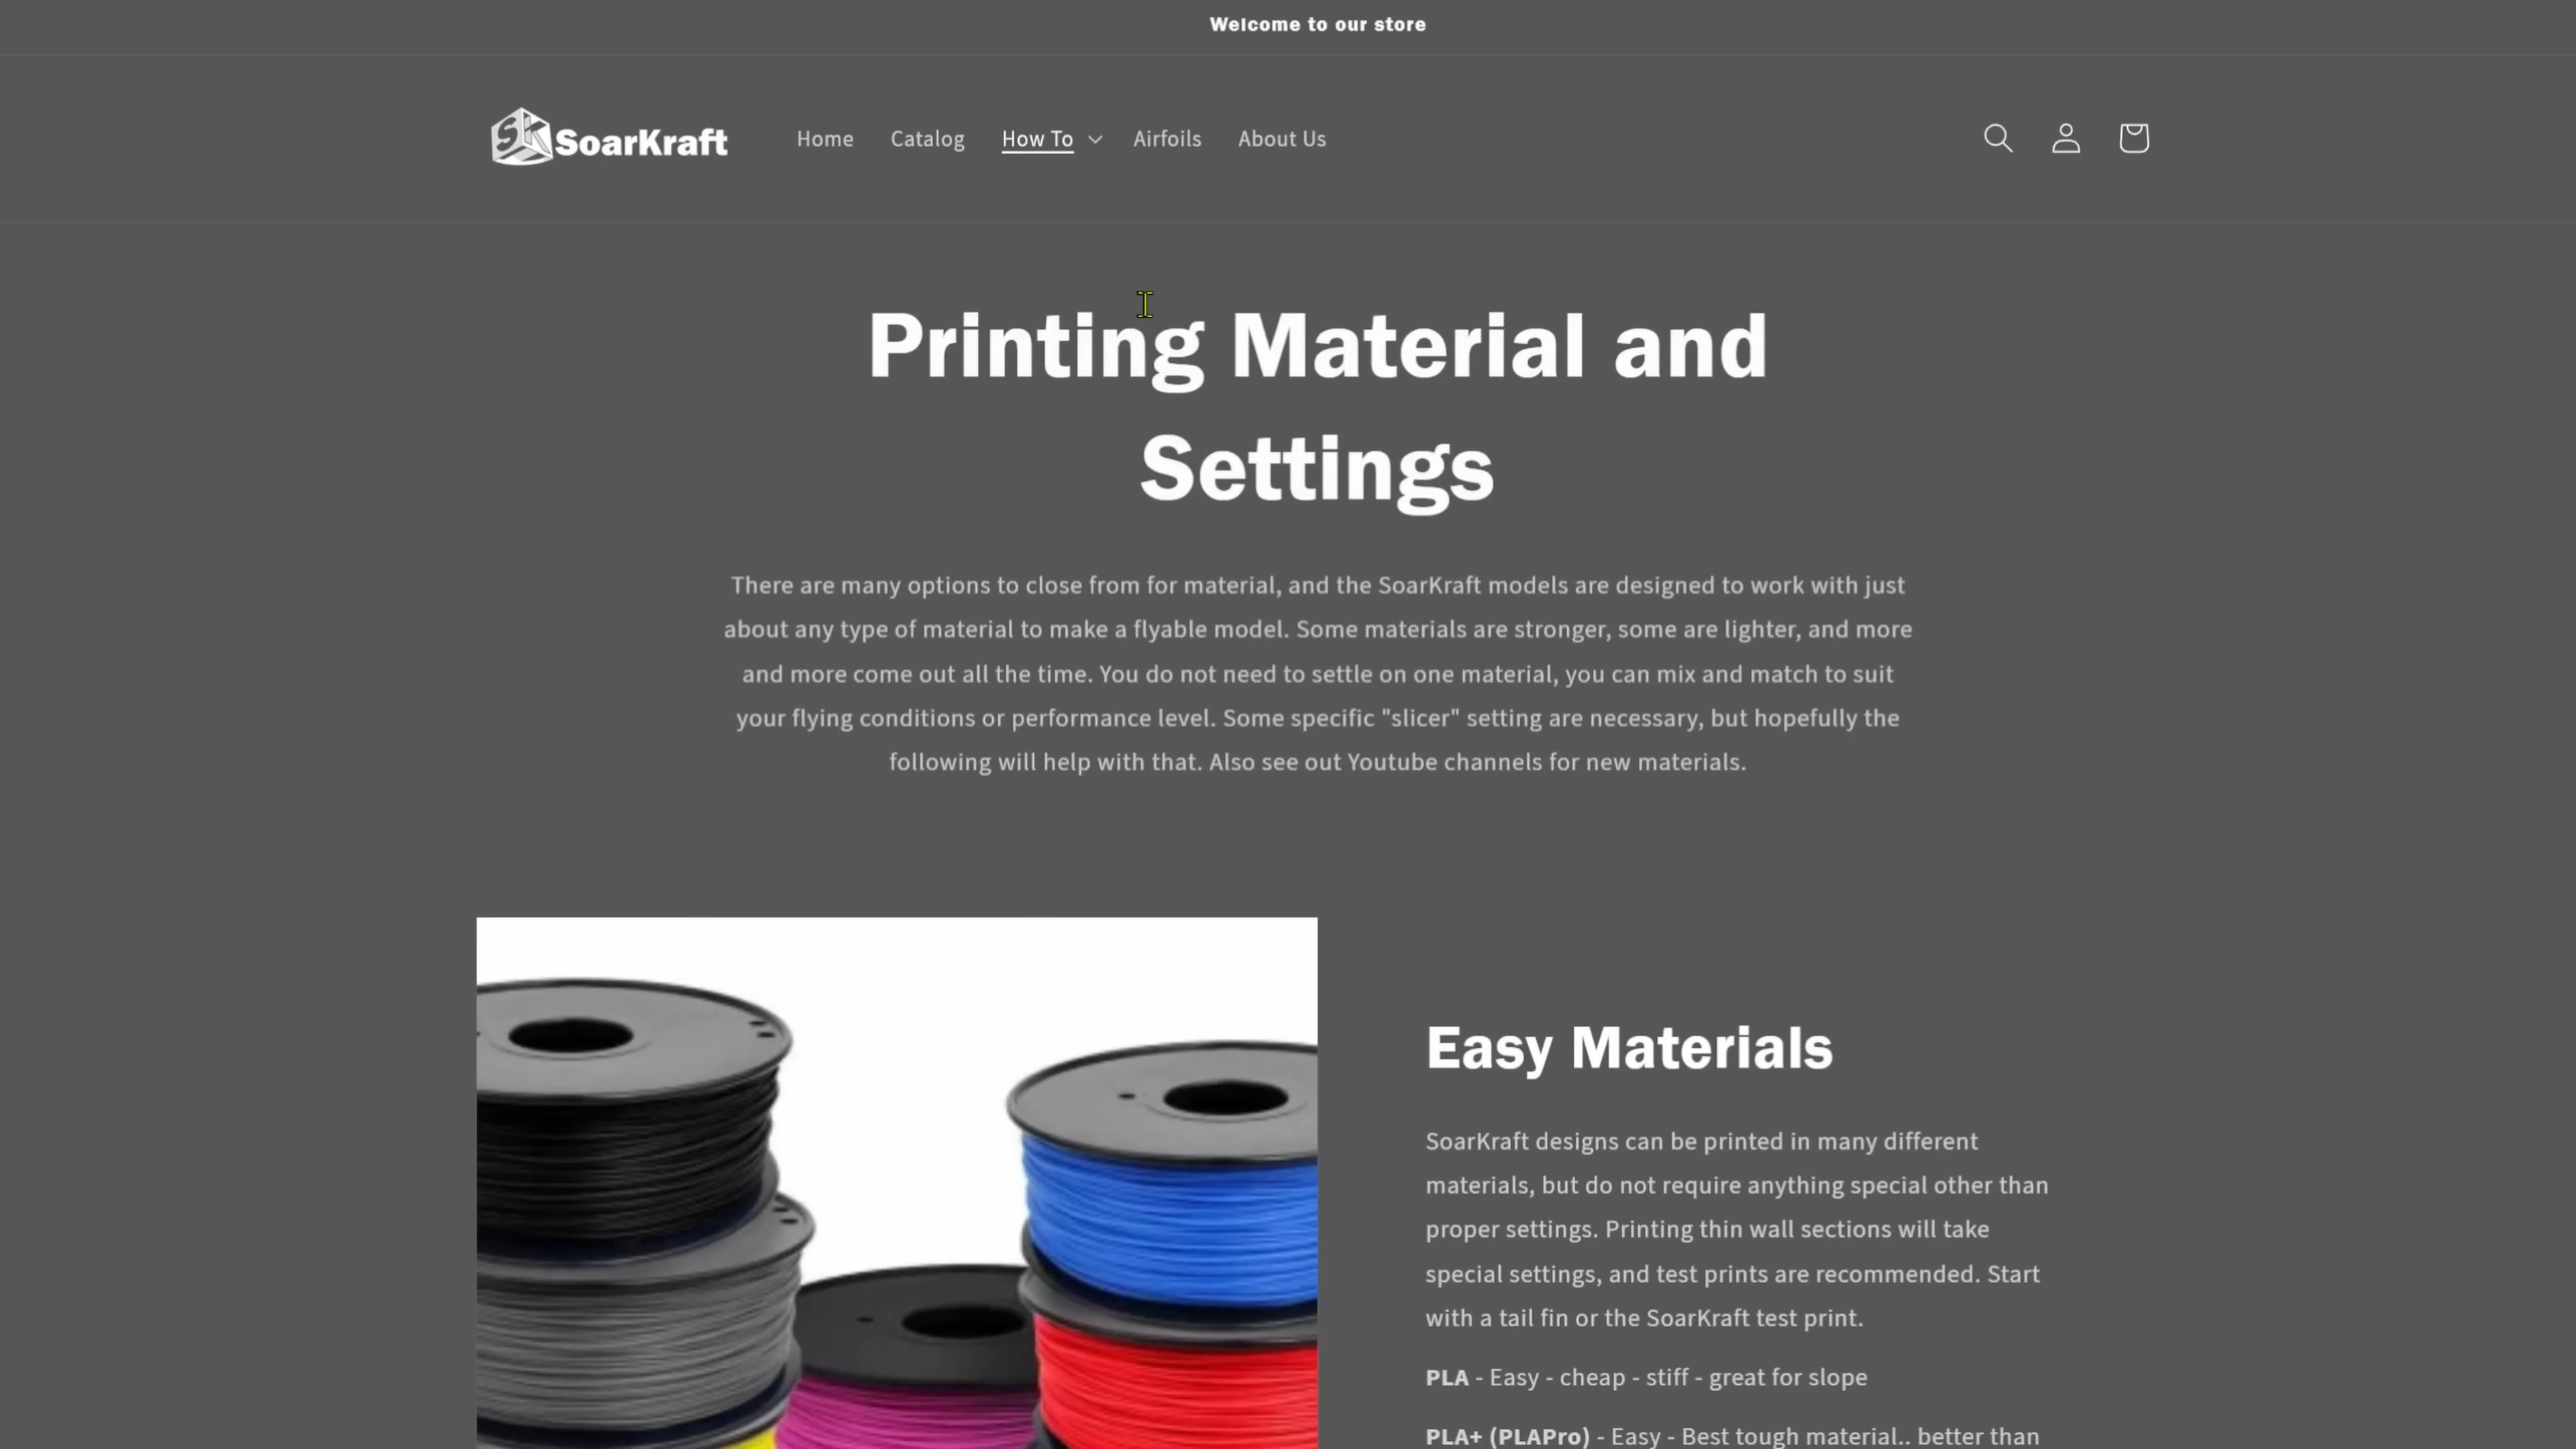 Welcome to our store
SK SoarKraft
Home Catalog How To Airfoils About Us
Printing Material and
Settings
There are many options to close from for material, and the SoarKraft models are designed to work with just
about any type of material to make a flyable model. Some materials are stronger, some are lighter, and more
and more come out all the time. You do not need to settle on one material, you can mix and match to suit
your flying conditions or performance level. Some specific "slicer" setting are necessary, but hopefully the
following will help with that. Also see out Youtube channels for new materials.
Easy Materials
SoarKraft designs can be printed in many different
materials, but do not require anything special other than
proper settings. Printing thin wall sections will take
special settings, and test prints are recommended. Start
with a tail fin or the SoarKraft test print.
PLA - Easy - cheap - stiff - great for slope
PLA+ (PLAPro) - Easy - Best tough material.. better than